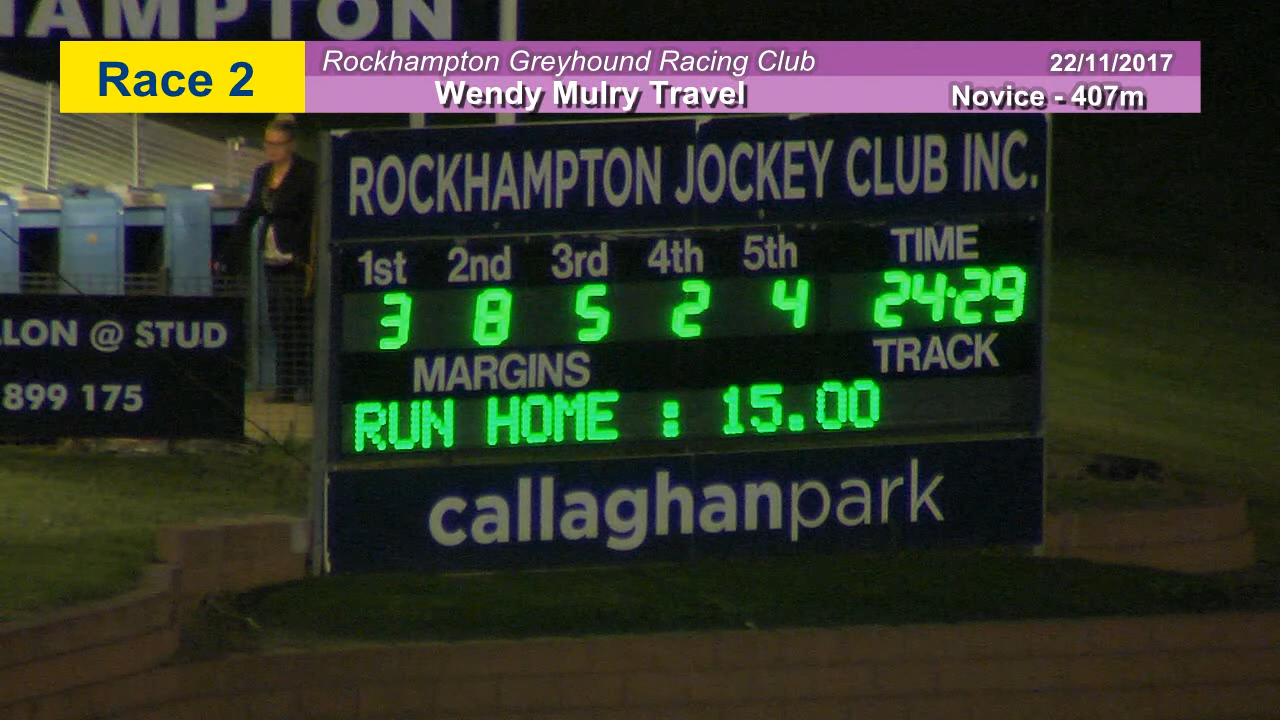 HAMPTON
Race 2
Rockhampton Greyhound Racing Club
22/11/2017
Wendy Mulry Travel
Novice - 407m
ROCKHAMPTON JOCKEY CLUB INC.
1st 2nd 3rd 4th 5th TIME
3 8 5 2 4 24:29
MARGINS TRACK
RUN HOME : 15.00
callaghanpark
@ STUD
899 175